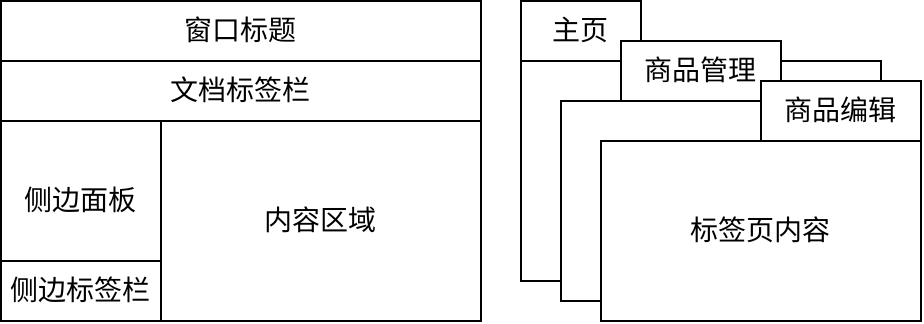 窗口标题
文档标签栏
侧边面板
内容区域
侧边标签栏
主页
商品管理
商品编辑
标签页内容